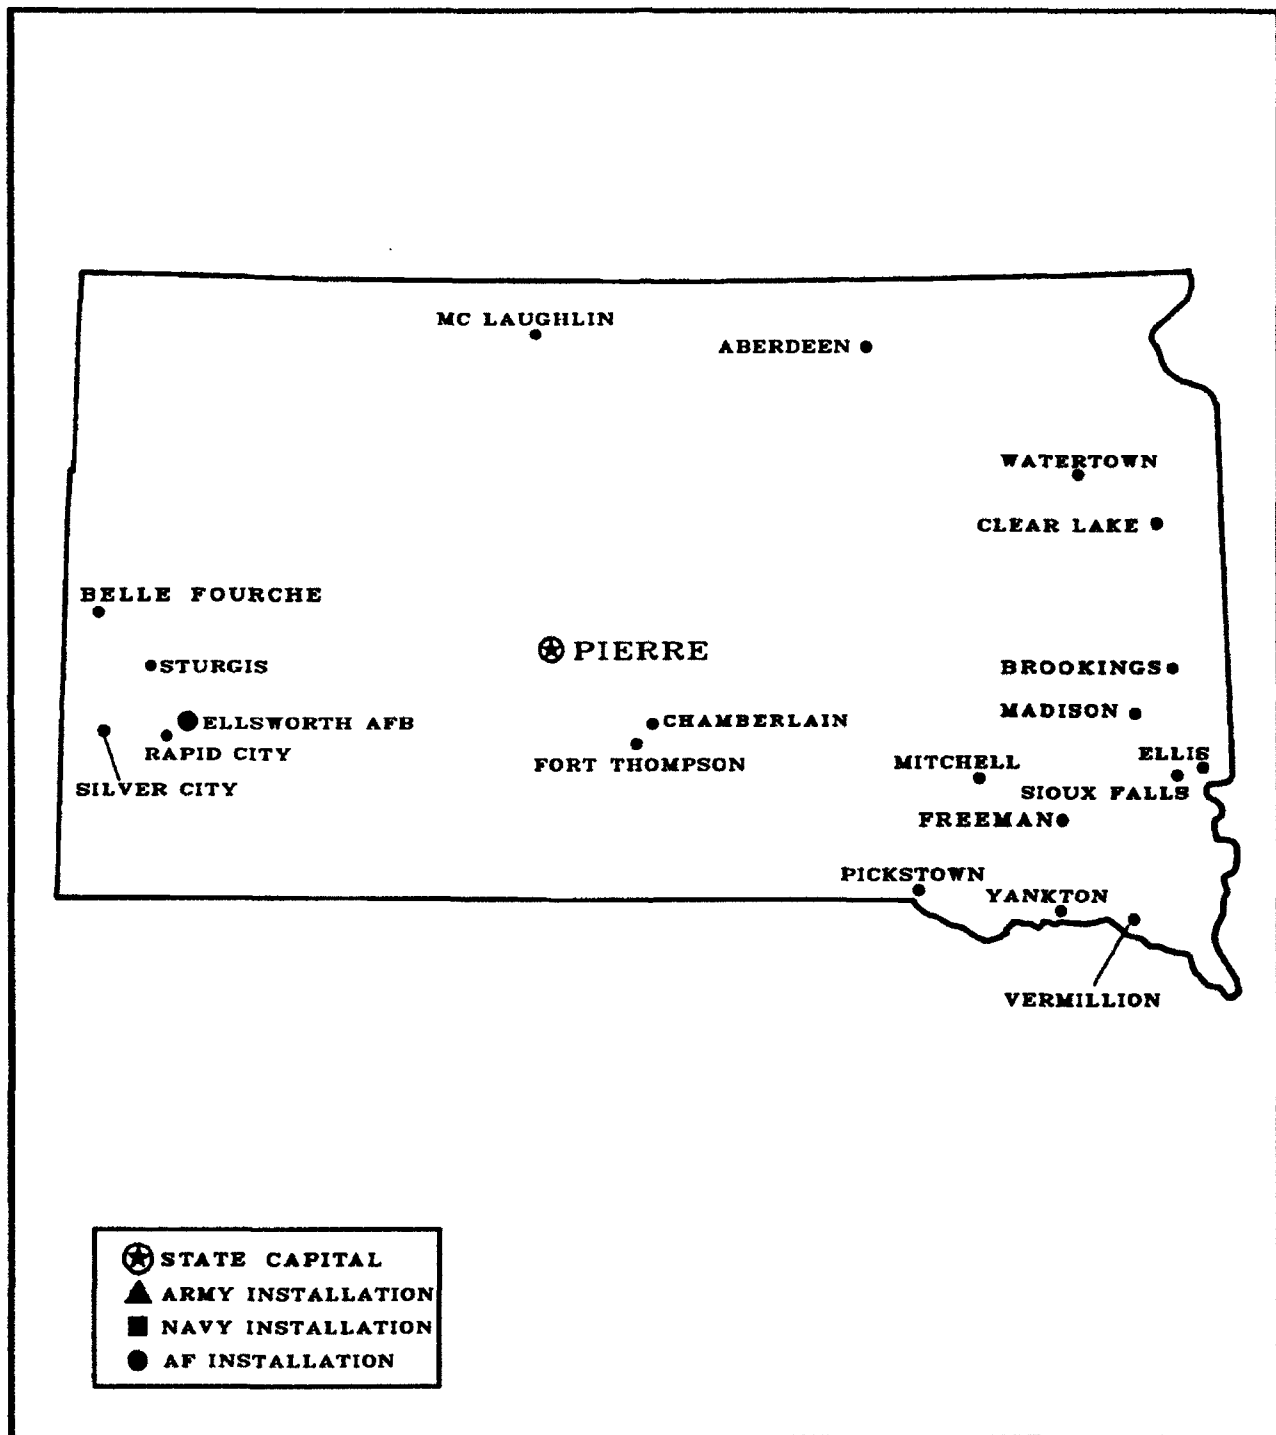 MC LAUGHLIN
ABERDEEN
WATERTOWN
CLEAR LAKE
BELLE FOURCHE
PIERRE
STURGIS
BROOKINGS
MADISON
ELLSWORTH AFB
CHAMBERLAIN
RAPID CITY
FORT THOMPSON
MITCHELL
ELLIS
SILVER CITY
SIOUX FALLS
FREEMAN
PICKSTOWN
YANKTON
VERMILLION
STATE CAPITAL
ARMY INSTALLATION
NAVY INSTALLATION
AF INSTALLATION